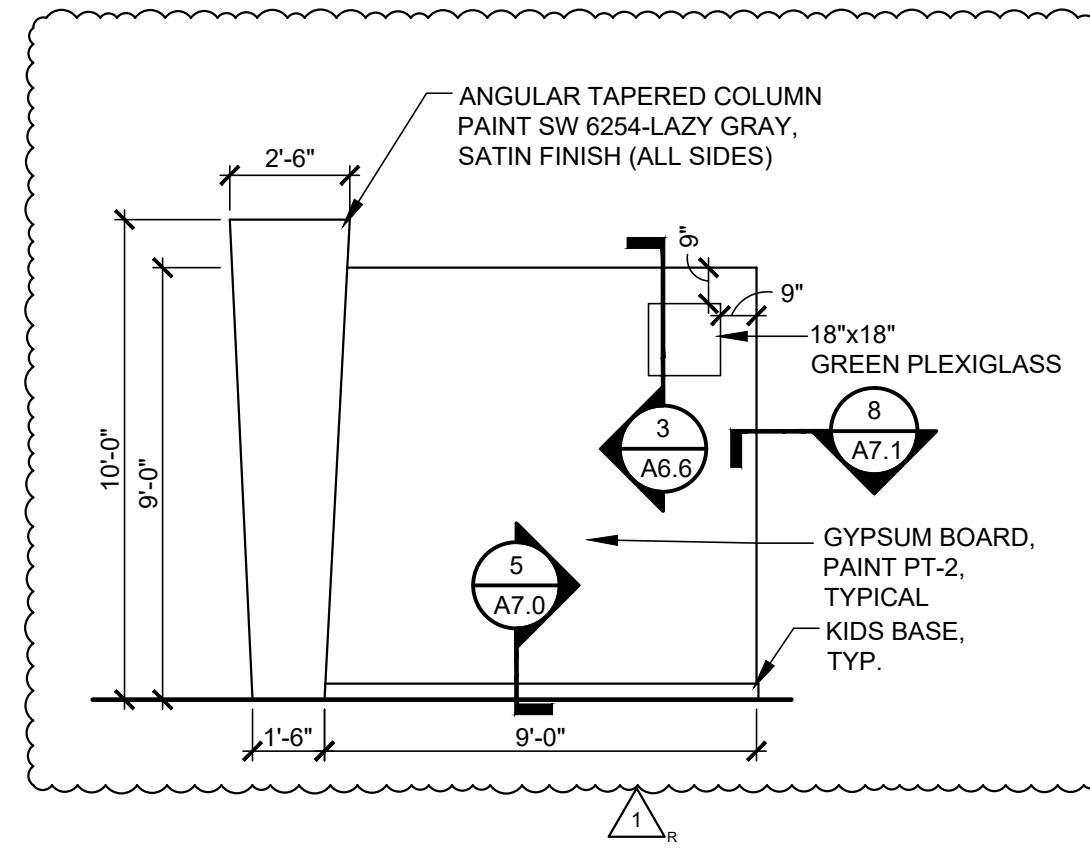 ANGULAR TAPERED COLUMN
PAINT SW 6254-LAZY GRAY,
SATIN FINISH (ALL SIDES)
2'-6"
9"
9"
18"x18"
GREEN PLEXIGLASS
10'-0"
9'-0"
3
A6.6
8
A7.1
5
A7.0
GYPSUM BOARD,
PAINT PT-2,
TYPICAL
KIDS BASE,
TYP.
1'-6"
9'-0"
1
R